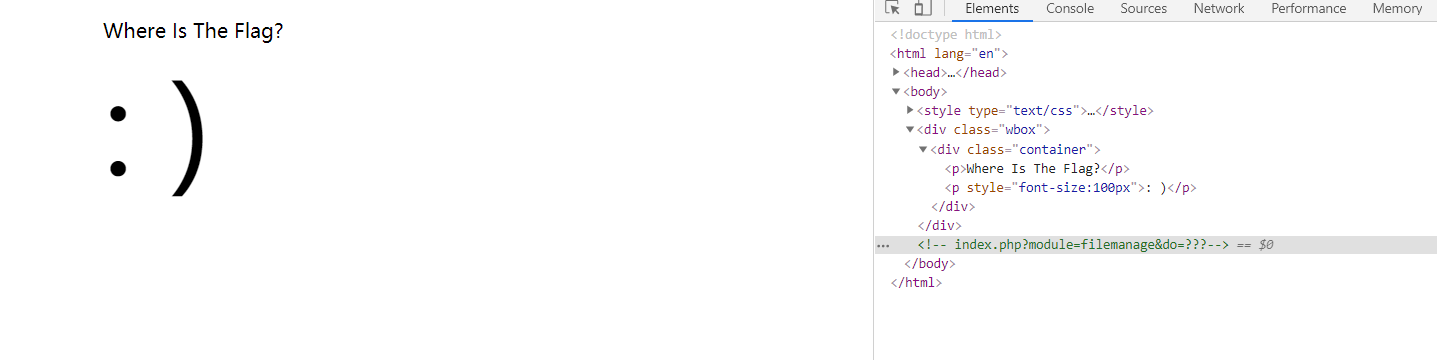 Where Is The Flag?
: )
Elements Console Sources Network Performance Memory
<!doctype html>
<html lang="en">
<head>…</head>
<body>
<style type="text/css">…</style>
<div class="wbox">
<div class="container">
<p>Where Is The Flag?</p>
<p style="font-size:100px">: )</p>
</div>
</div>
<!-- index.php?module=filemanage&do=???--> == $0
</body>
</html>